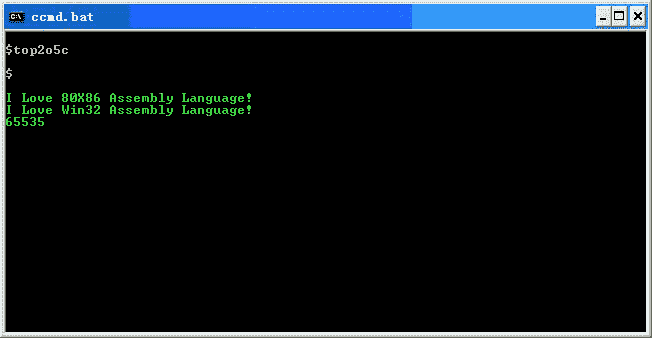 C:\
ccmd.bat
$top2o5c
$
I Love 80X86 Assembly Language!
I Love Win32 Assembly Language!
65535